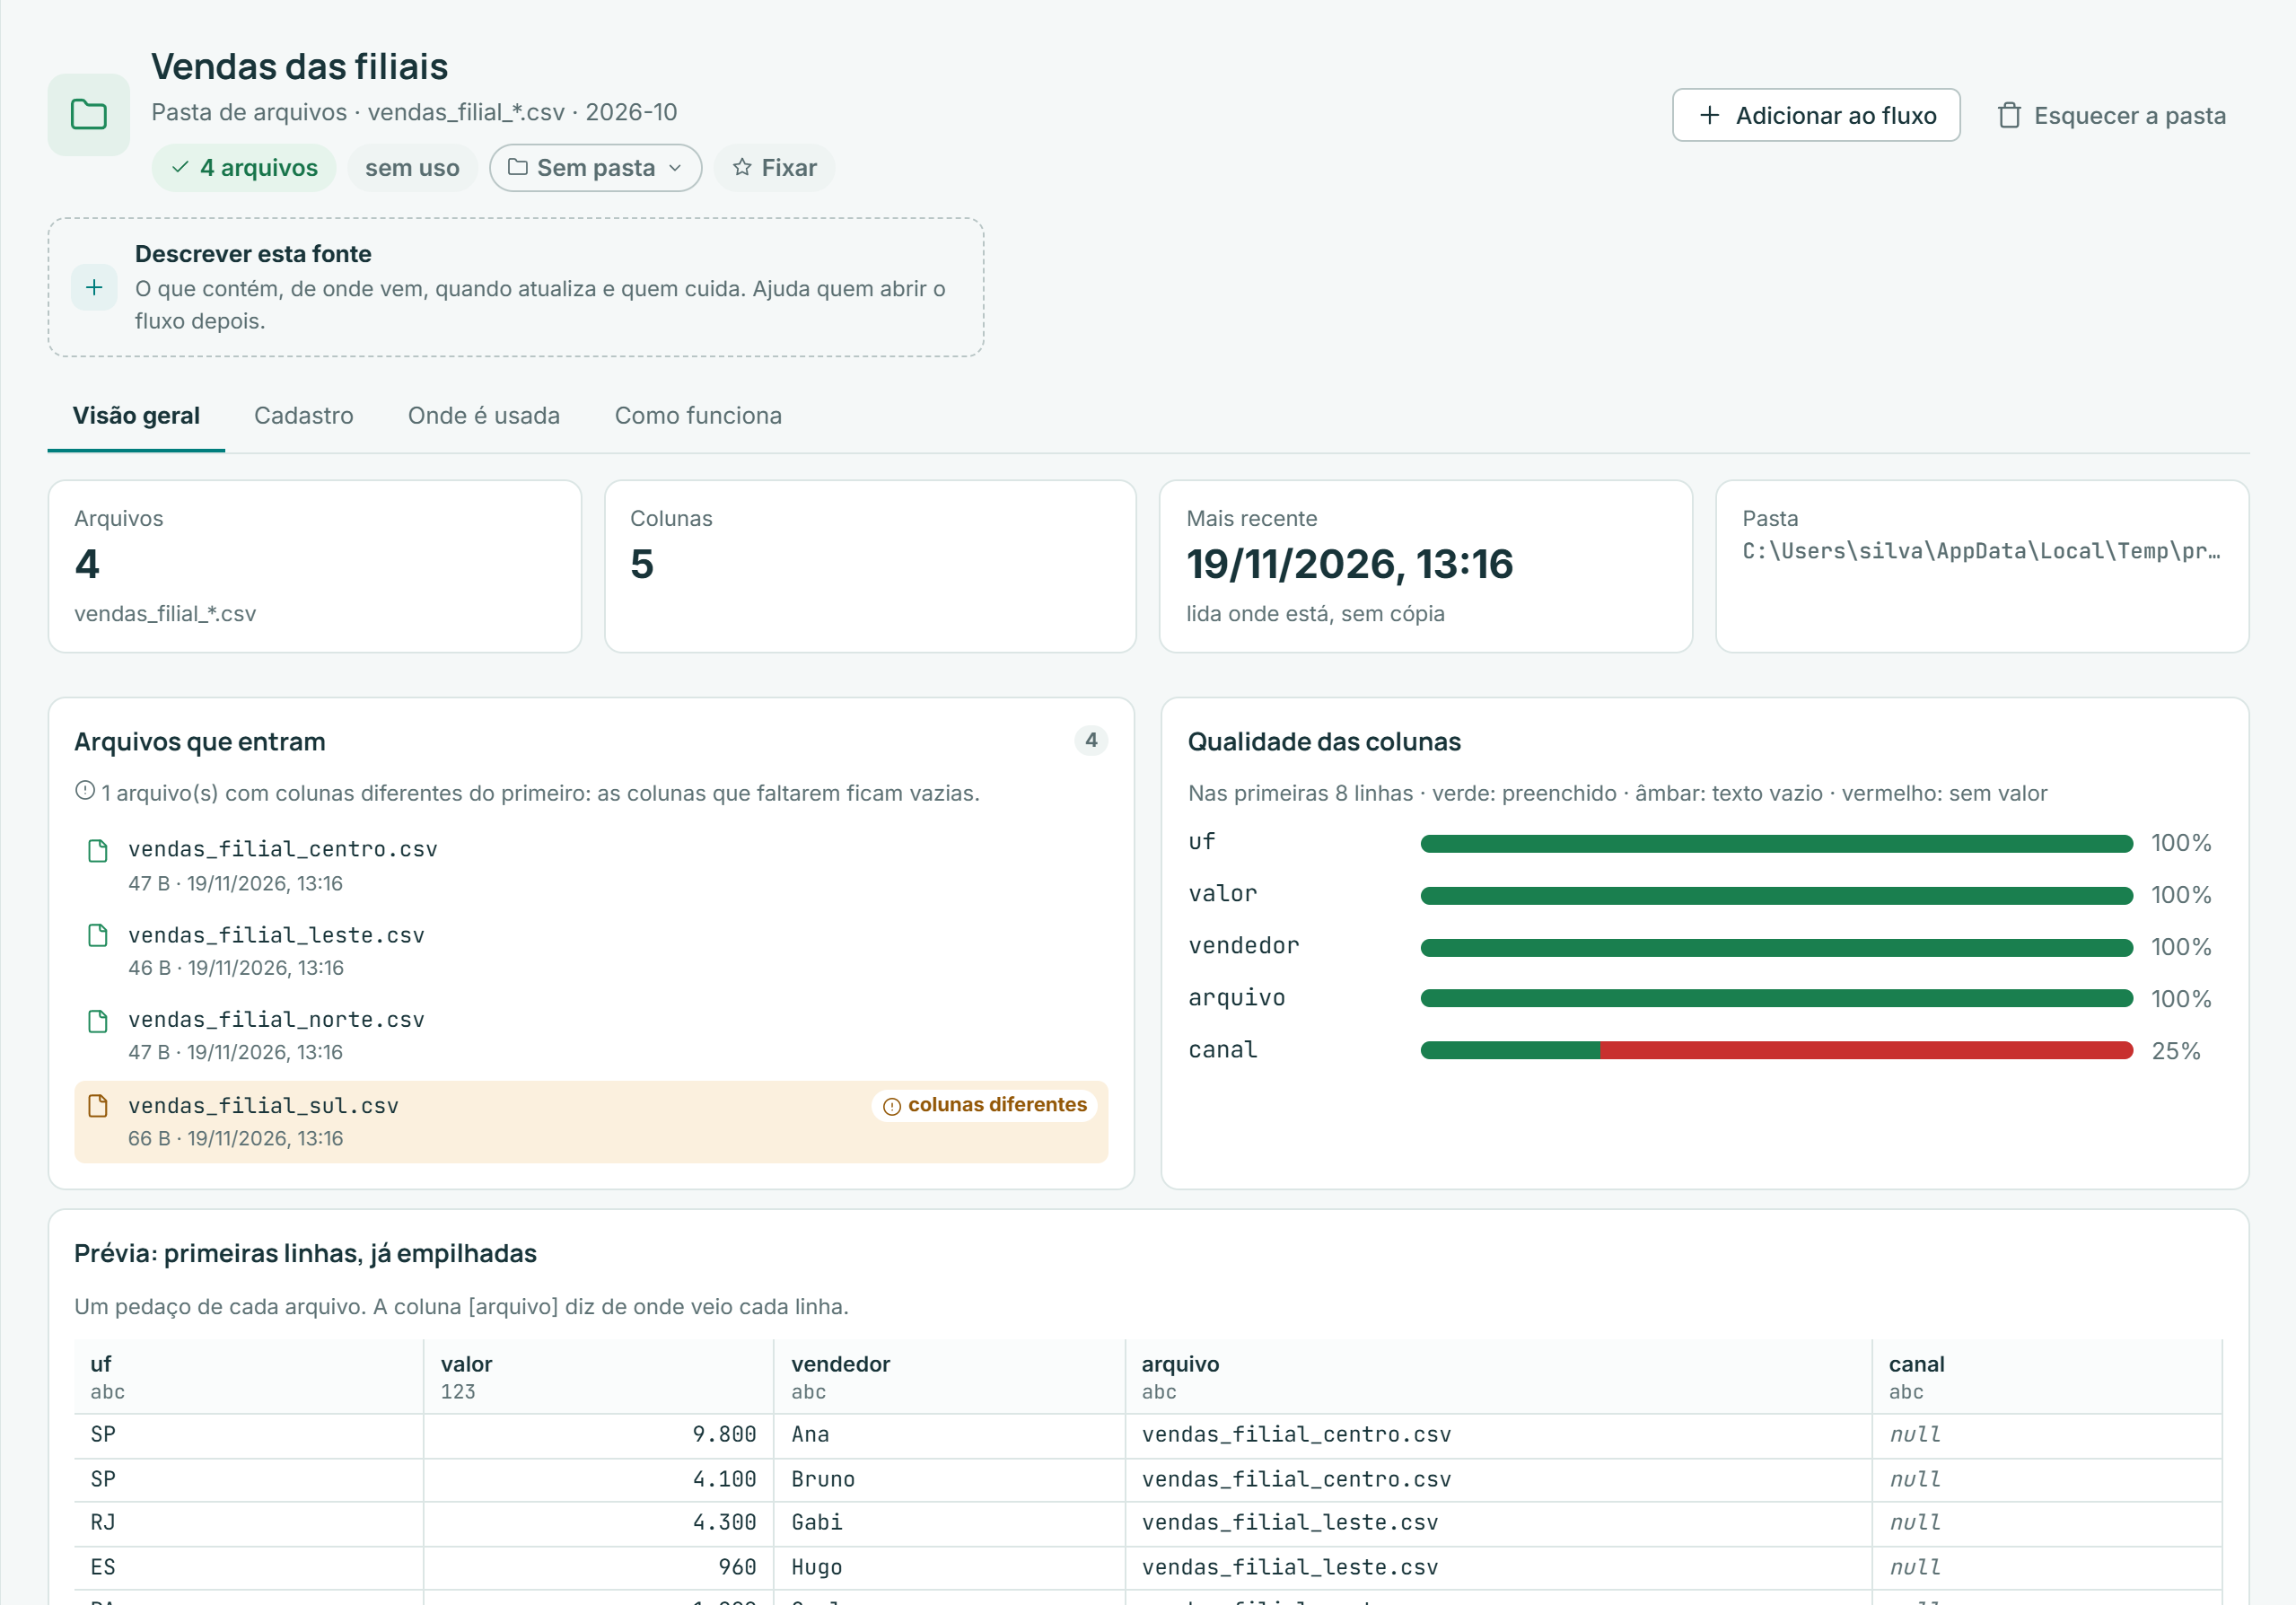 Vendas das filiais
Pasta de arquivos · vendas_filial_*.csv · 2026-10
4 arquivos
sem uso
Sem pasta
Fixar
Adicionar ao fluxo
Esquecer a pasta
Descrever esta fonte
O que contém, de onde vem, quando atualiza e quem cuida. Ajuda quem abrir o
fluxo depois.
Visão geral
Cadastro
Onde é usada
Como funciona
Arquivos
4
vendas_filial_*.csv
Colunas
5
Mais recente
19/11/2026, 13:16
lida onde está, sem cópia
Pasta
C:\Users\silva\AppData\Local\Temp\pr…
Arquivos que entram
4
1 arquivo(s) com colunas diferentes do primeiro: as colunas que faltarem ficam vazias.
vendas_filial_centro.csv
47 B · 19/11/2026, 13:16
vendas_filial_leste.csv
46 B · 19/11/2026, 13:16
vendas_filial_norte.csv
47 B · 19/11/2026, 13:16
vendas_filial_sul.csv
colunas diferentes
66 B · 19/11/2026, 13:16
Qualidade das colunas
Nas primeiras 8 linhas · verde: preenchido · âmbar: texto vazio · vermelho: sem valor
uf 100%
valor 100%
vendedor 100%
arquivo 100%
canal 25%
Prévia: primeiras linhas, já empilhadas
Um pedaço de cada arquivo. A coluna [arquivo] diz de onde veio cada linha.
uf valor vendedor arquivo canal
abc 123 abc abc abc
SP 9.800 Ana vendas_filial_centro.csv null
SP 4.100 Bruno vendas_filial_centro.csv null
RJ 4.300 Gabi vendas_filial_leste.csv null
ES 960 Hugo vendas_filial_leste.csv null